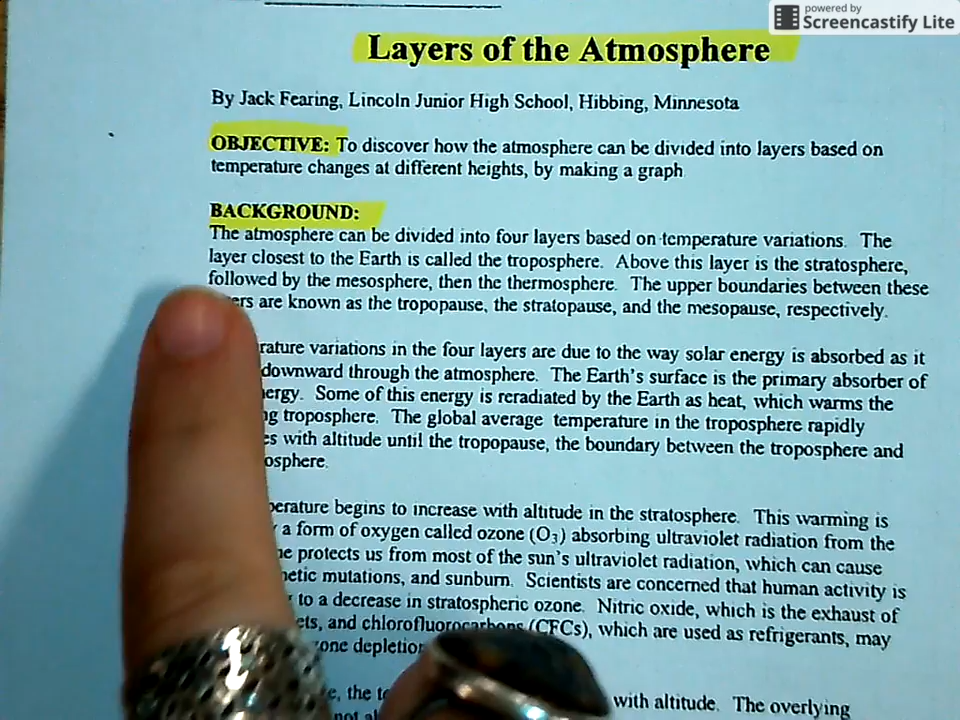 powered by
Screencastify Lite
Layers of the Atmosphere
By Jack Fearing, Lincoln Junior High School, Hibbing, Minnesota
OBJECTIVE: To discover how the atmosphere can be divided into layers based on
temperature changes at different heights, by making a graph
BACKGROUND:
The atmosphere can be divided into four layers based on temperature variations. The
layer closest to the Earth is called the troposphere. Above this layer is the stratosphere,
followed by the mesosphere, then the thermosphere. The upper boundaries between these
are known as the tropopause, the stratopause, and the mesopause, respectively.
variations in the four layers are due to the way solar energy is absorbed as it
downward through the atmosphere. The Earth's surface is the primary absorber of
Some of this energy is reradiated by the Earth as heat, which warms the
troposphere. The global average temperature in the troposphere rapidly
with altitude until the tropopause, the boundary between the troposphere and
begins to increase with altitude in the stratosphere. This warming is
a form of oxygen called ozone (O₃) absorbing ultraviolet radiation from the
protects us from most of the sun's ultraviolet radiation, which can cause
mutations, and sunburn. Scientists are concerned that human activity is
to a decrease in stratospheric ozone. Nitric oxide, which is the exhaust of
and chlorofluorocarbons (CFCs), which are used as refrigerants, may
the
with altitude. The overlying